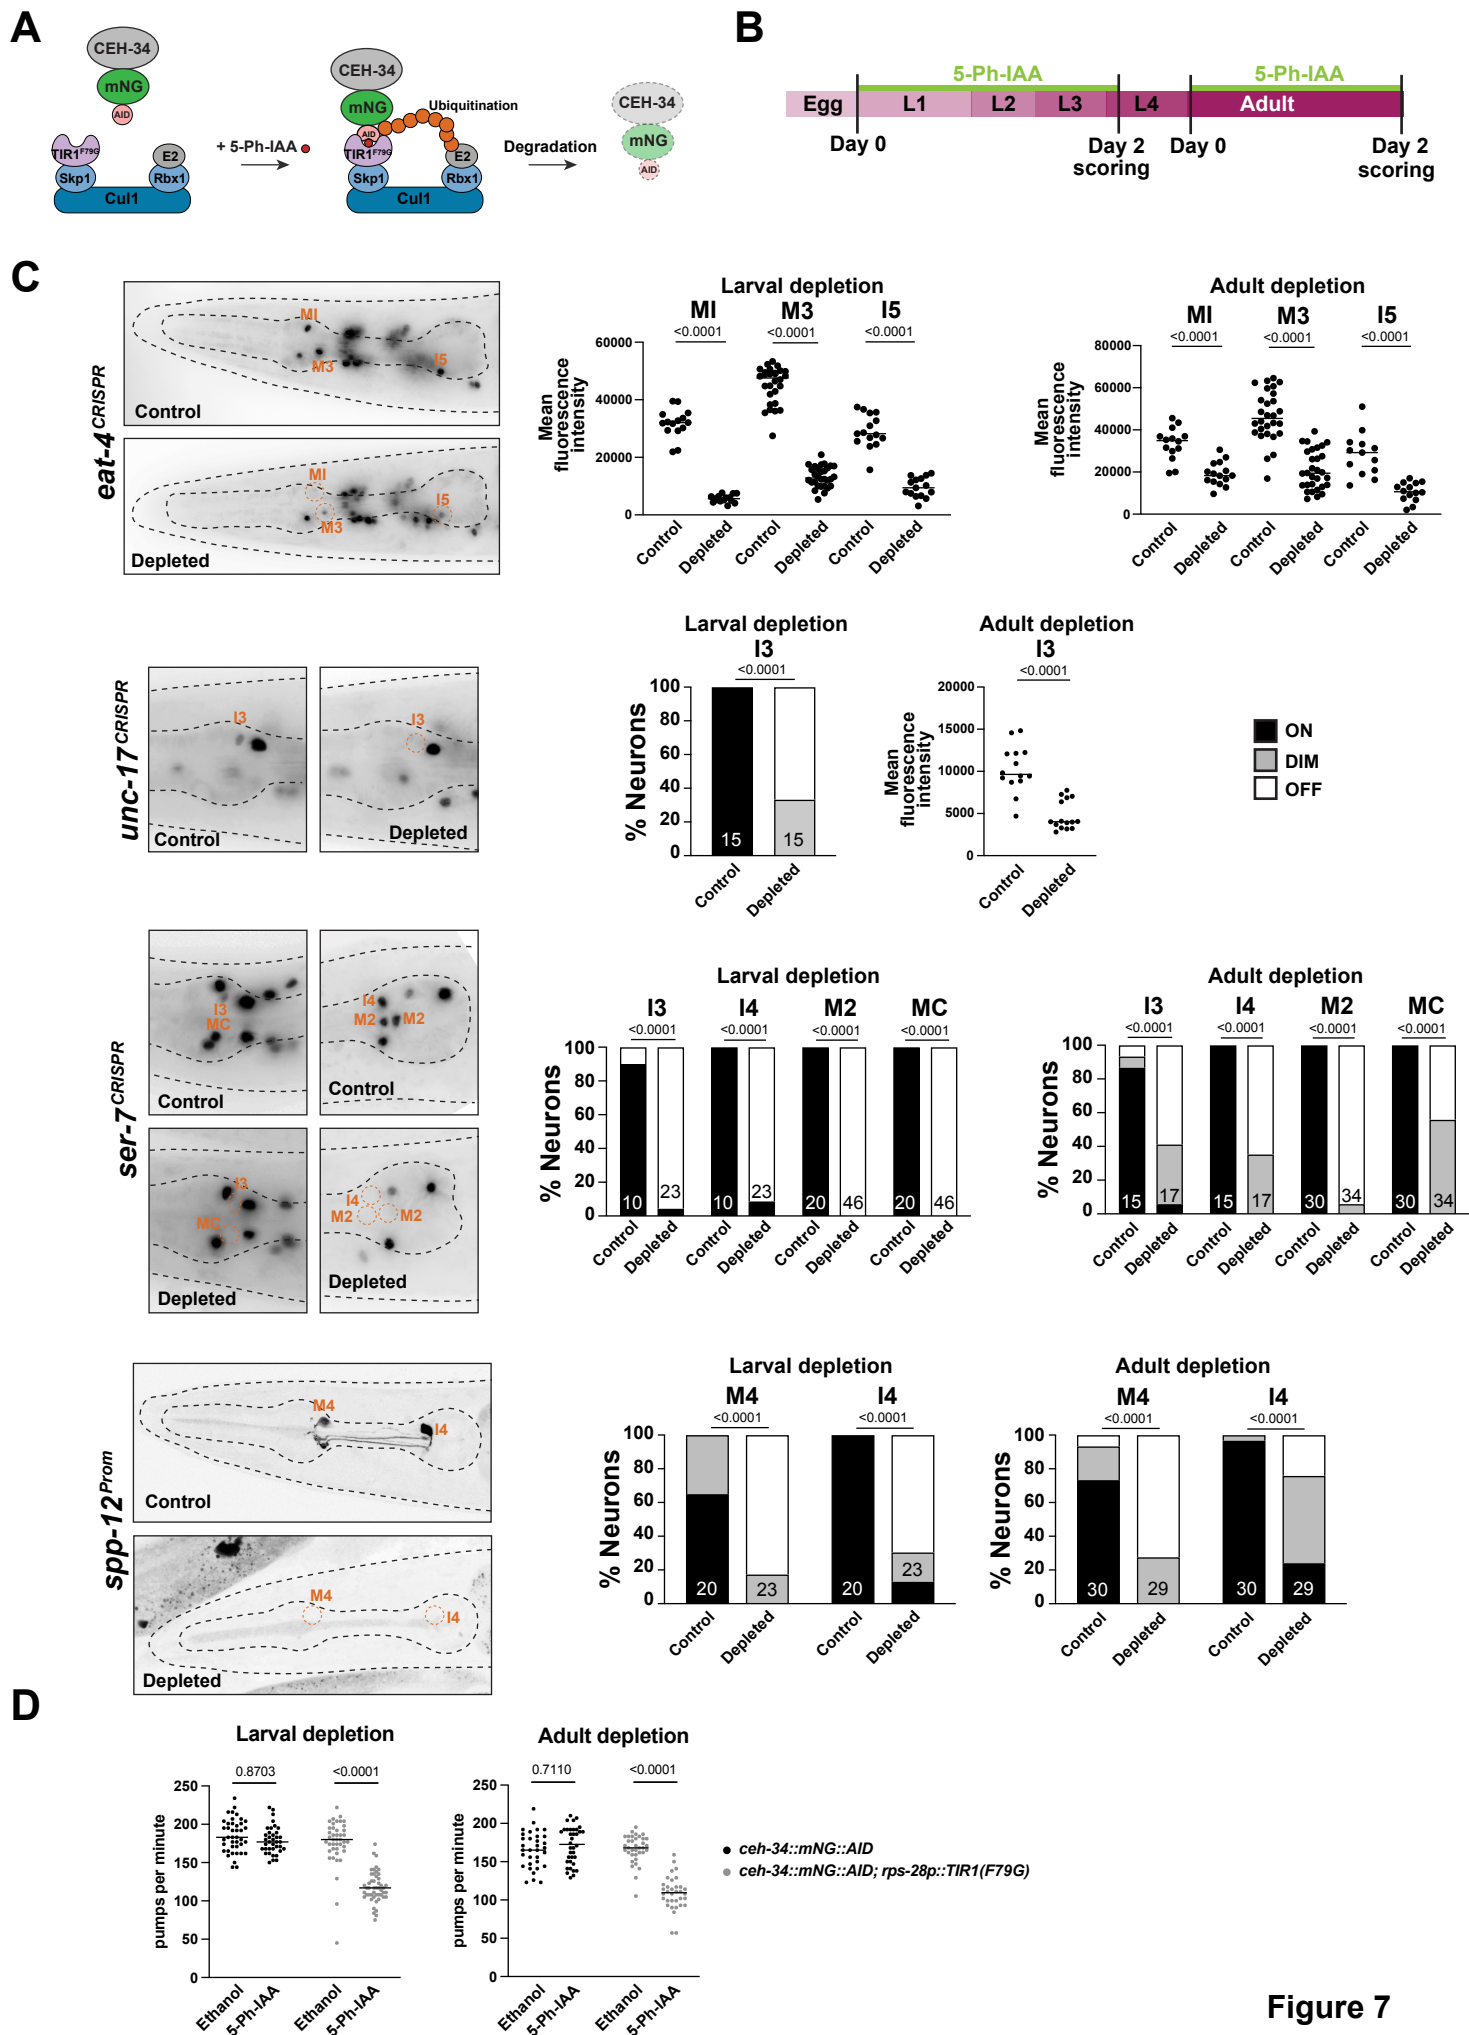 A
CEH-34
mNG
AID
TIR1F79G
E2
Skp1
Rbx1
Cul1
+ 5-Ph-IAA
CEH-34
mNG
Ubiquitination
AID
TIR1F79G
E2
Skp1
Rbx1
Cul1
Degradation
CEH-34
mNG
AID
B
5-Ph-IAA
5-Ph-IAA
Egg
L1
L2
L3
L4
Adult
Day 0
Day 2
scoring
Day 0
Day 2
scoring
C
eat-4CRISPR
MI
M3
I5
Control
MI
M3
I5
Depleted
Larval depletion
MI
M3
I5
<0.0001
<0.0001
<0.0001
Mean
fluorescence
intensity
60000
40000
20000
0
Control
Depleted
Control
Depleted
Control
Depleted
Adult depletion
MI
M3
I5
<0.0001
<0.0001
<0.0001
Mean
fluorescence
intensity
80000
60000
40000
20000
0
Control
Depleted
Control
Depleted
Control
Depleted
unc-17CRISPR
I3
Control
I3
Depleted
Larval depletion
I3
<0.0001
% Neurons
100
80
60
40
20
0
15
15
Control
Depleted
Adult depletion
I3
<0.0001
Mean
fluorescence
intensity
20000
15000
10000
5000
0
Control
Depleted
ON
DIM
OFF
ser-7CRISPR
I3
MC
Control
I4
M2
M2
Control
I3
MC
Depleted
I4
M2
M2
Depleted
Larval depletion
I3
I4
M2
MC
<0.0001
<0.0001
<0.0001
<0.0001
% Neurons
100
80
60
40
20
0
10
23
10
23
20
46
20
46
Control
Depleted
Control
Depleted
Control
Depleted
Control
Depleted
Adult depletion
I3
I4
M2
MC
<0.0001
<0.0001
<0.0001
<0.0001
% Neurons
100
80
60
40
20
0
15
17
15
17
30
34
30
34
Control
Depleted
Control
Depleted
Control
Depleted
Control
Depleted
spp-12Prom
M4
I4
Control
M4
I4
Depleted
Larval depletion
M4
I4
<0.0001
<0.0001
% Neurons
100
80
60
40
20
0
20
23
20
23
Control
Depleted
Control
Depleted
Adult depletion
M4
I4
<0.0001
<0.0001
% Neurons
100
80
60
40
20
0
30
29
30
29
Control
Depleted
Control
Depleted
D
Larval depletion
0.8703
<0.0001
pumps per minute
250
200
150
100
50
0
Ethanol
5-Ph-IAA
Ethanol
5-Ph-IAA
Adult depletion
0.7110
<0.0001
pumps per minute
250
200
150
100
50
0
Ethanol
5-Ph-IAA
Ethanol
5-Ph-IAA
ceh-34::mNG::AID
ceh-34::mNG::AID; rps-28p::TIR1(F79G)
Figure 7